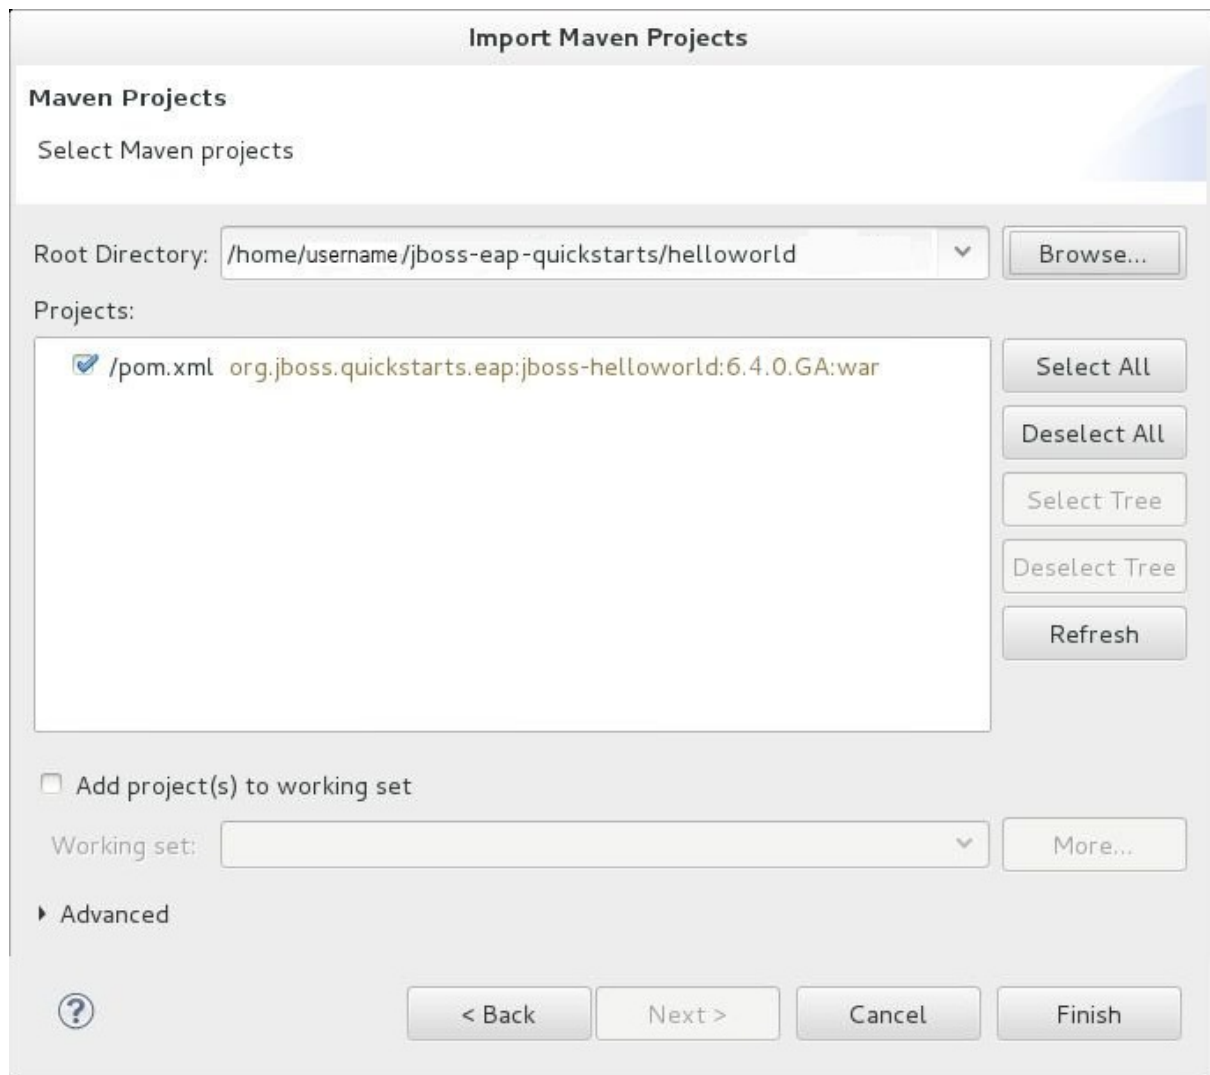 Import Maven Projects
Maven Projects
Select Maven projects
Root Directory: /home/username/jboss-eap-quickstarts/helloworld Browse...
Projects:
/pom.xml org.jboss.quickstarts.eap:jboss-helloworld:6.4.0.GA:war Select All
Deselect All
Select Tree
Deselect Tree
Refresh
Add project(s) to working set
Working set: More...
Advanced
? < Back Next > Cancel Finish